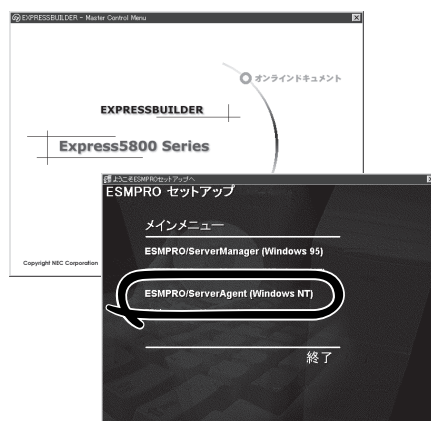 EXPRESSBUILDER - Master Control Menu
オンラインドキュメント
EXPRESSBUILDER
Express5800 Series
Copyright NEC Corporation
ようこそESMPROセットアップへ
ESMPRO セットアップ
メインメニュー
ESMPRO/ServerManager (Windows 95)
ESMPRO/ServerAgent (Windows NT)
終了